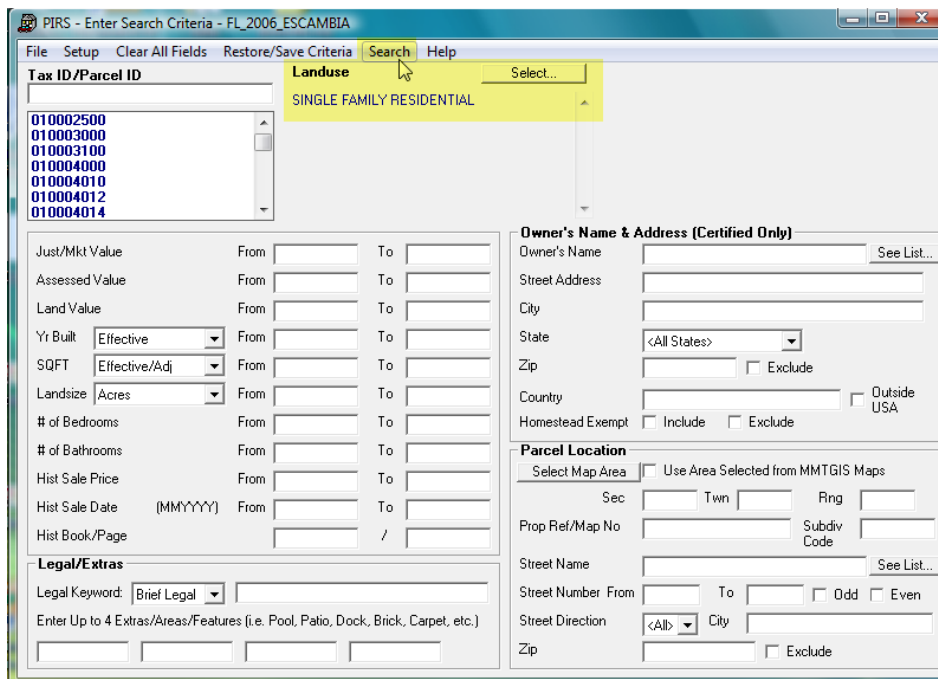 PIRS - Enter Search Criteria - FL_2006_ESCAMBIA
File Setup Clear All Fields Restore/Save Criteria Search Help
Tax ID/Parcel ID
010002500
010003000
010003100
010004000
010004010
010004012
010004014
Landuse Select...
SINGLE FAMILY RESIDENTIAL
Just/Mkt Value From To
Assessed Value From To
Land Value From To
Yr Built Effective From To
SQFT Effective/Adj From To
Landsize Acres From To
# of Bedrooms From To
# of Bathrooms From To
Hist Sale Price From To
Hist Sale Date (MMYYYY) From To
Hist Book/Page /
Legal/Extras
Legal Keyword: Brief Legal
Enter Up to 4 Extras/Areas/Features (i.e. Pool, Patio, Dock, Brick, Carpet, etc.)
Owner's Name & Address (Certified Only)
Owner's Name See List...
Street Address
City
State <All States>
Zip Exclude
Country Outside USA
Homestead Exempt Include Exclude
Parcel Location
Select Map Area Use Area Selected from MMTGIS Maps
Sec Twn Rng
Prop Ref/Map No Subdiv Code
Street Name See List...
Street Number From To Odd Even
Street Direction <All> City
Zip Exclude